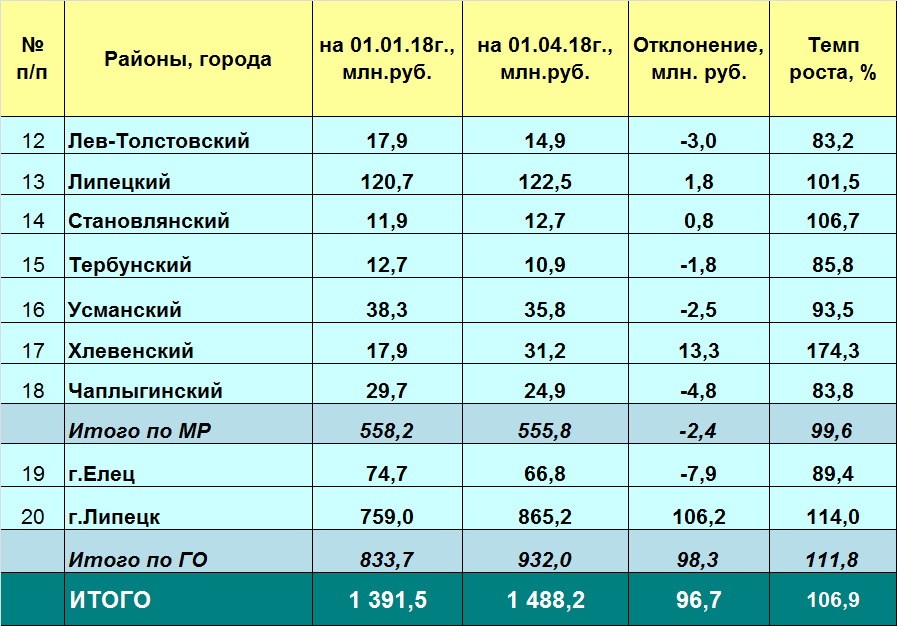 № п/п Районы, города на 01.01.18г., млн.руб. на 01.04.18г., млн.руб. Отклонение, млн. руб. Темп роста, %
12 Лев-Толстовский 17,9 14,9 -3,0 83,2
13 Липецкий 120,7 122,5 1,8 101,5
14 Становлянский 11,9 12,7 0,8 106,7
15 Тербунский 12,7 10,9 -1,8 85,8
16 Усманский 38,3 35,8 -2,5 93,5
17 Хлевенский 17,9 31,2 13,3 174,3
18 Чаплыгинский 29,7 24,9 -4,8 83,8
Итого по МР 558,2 555,8 -2,4 99,6
19 г.Елец 74,7 66,8 -7,9 89,4
20 г.Липецк 759,0 865,2 106,2 114,0
Итого по ГО 833,7 932,0 98,3 111,8
ИТОГО 1 391,5 1 488,2 96,7 106,9